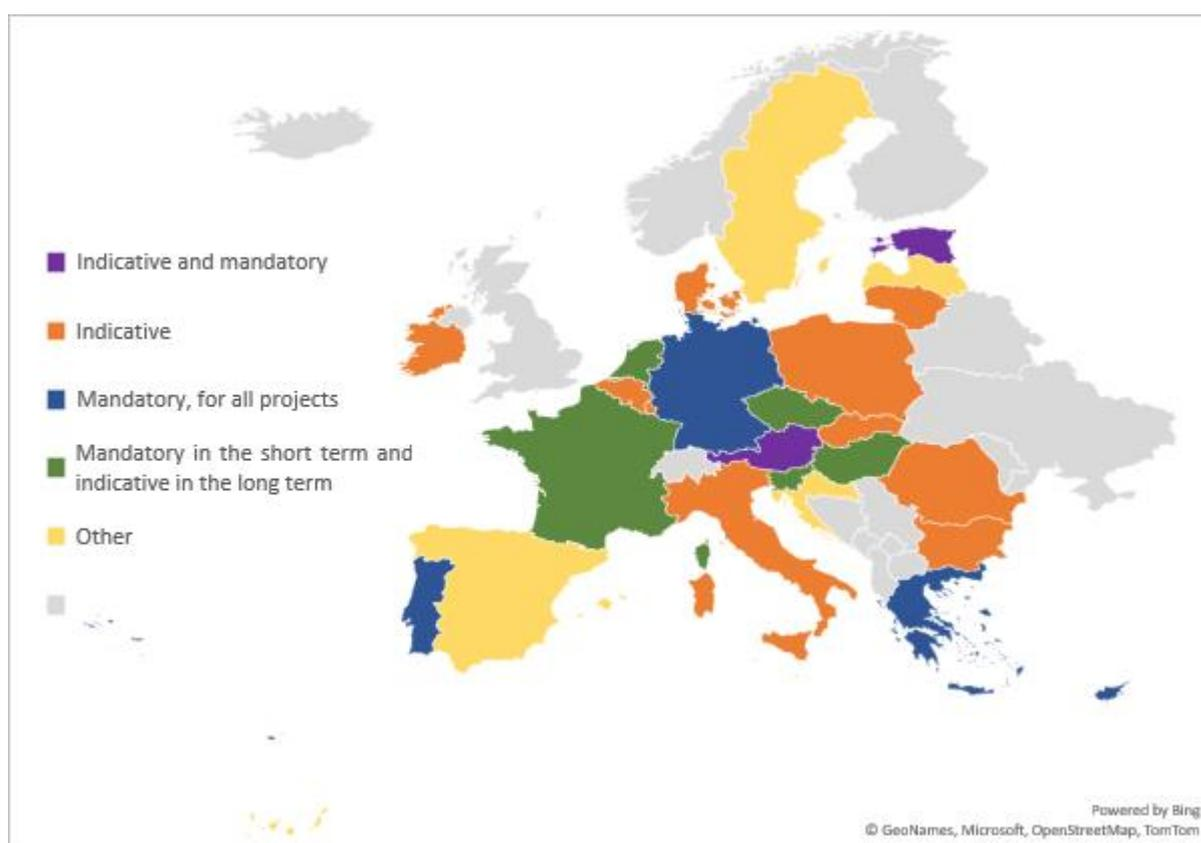 Indicative and mandatory
Indicative
Mandatory, for all projects
Mandatory in the short term and
indicative in the long term
Other
Powered by Bing
© GeoNames, Microsoft, OpenStreetMap, TomTom